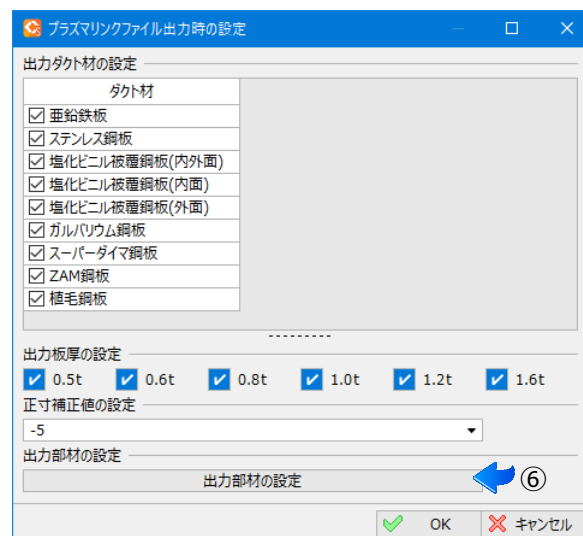 プラズマリンクファイル出力時の設定
出力ダクト材の設定
ダクト材
亜鉛鉄板
ステンレス鋼板
塩化ビニル被覆鋼板(内外面)
塩化ビニル被覆鋼板(内面)
塩化ビニル被覆鋼板(外面)
ガルバリウム鋼板
スーパーダイマ鋼板
ZAM鋼板
植毛鋼板
出力板厚の設定
0.5t 0.6t 0.8t 1.0t 1.2t 1.6t
正寸補正値の設定
-5
出力部材の設定
出力部材の設定 ⑥
OK キャンセル